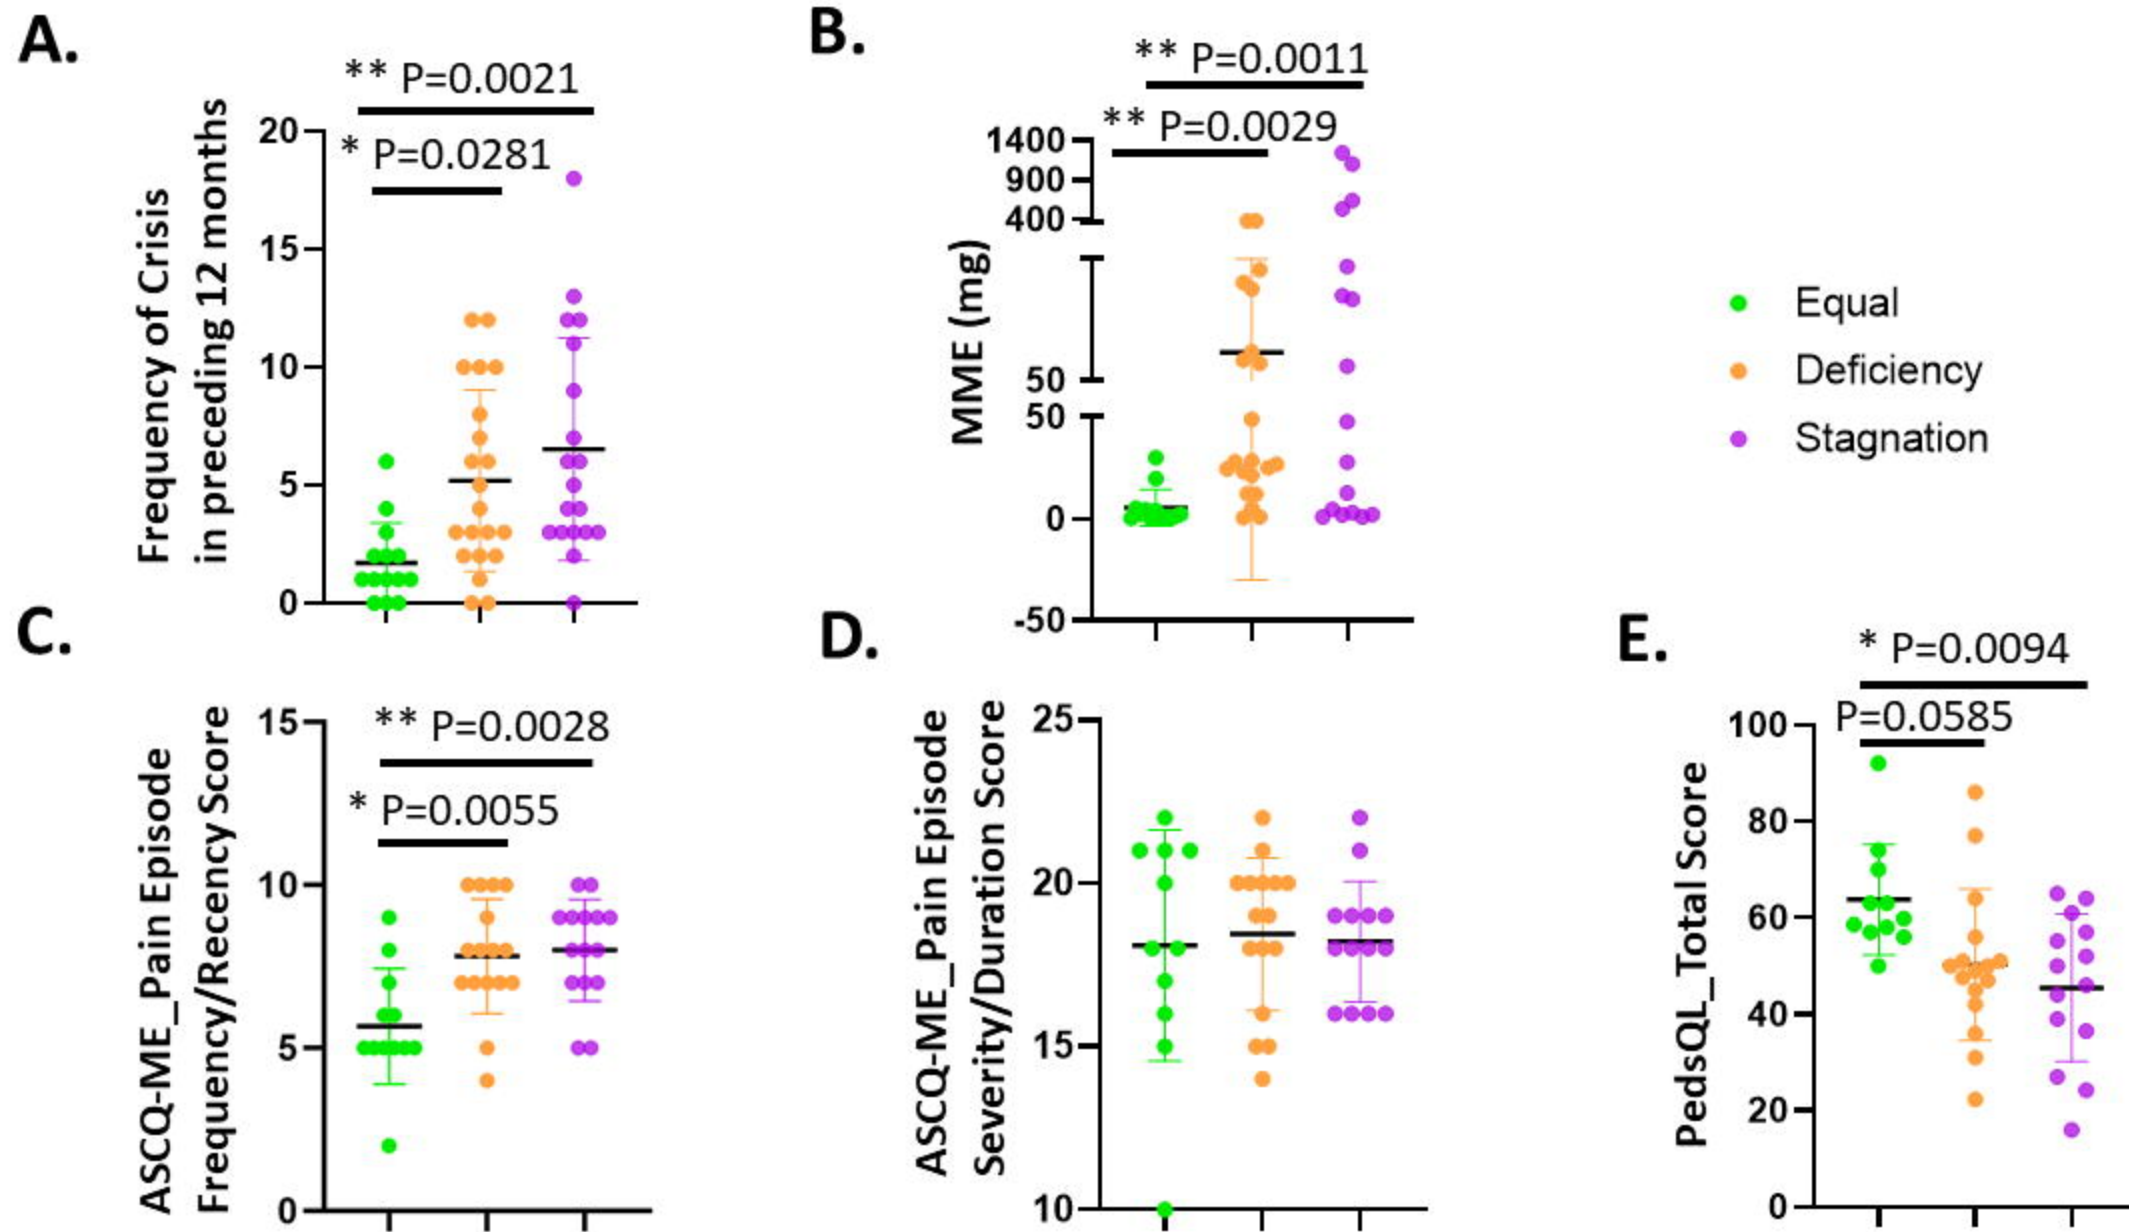 A.
** P=0.0021
* P=0.0281
Frequency of Crisis
in preceding 12 months
20
15
10
5
0
B.
** P=0.0011
** P=0.0029
MME (mg)
1400
900
400
50
50
0
-50
Equal
Deficiency
Stagnation
C.
** P=0.0028
* P=0.0055
ASCQ-ME_Pain Episode
Frequency/Recency Score
15
10
5
0
D.
ASCQ-ME_Pain Episode
Severity/Duration Score
25
20
15
10
E.
* P=0.0094
P=0.0585
PedsQL_Total Score
100
80
60
40
20
0